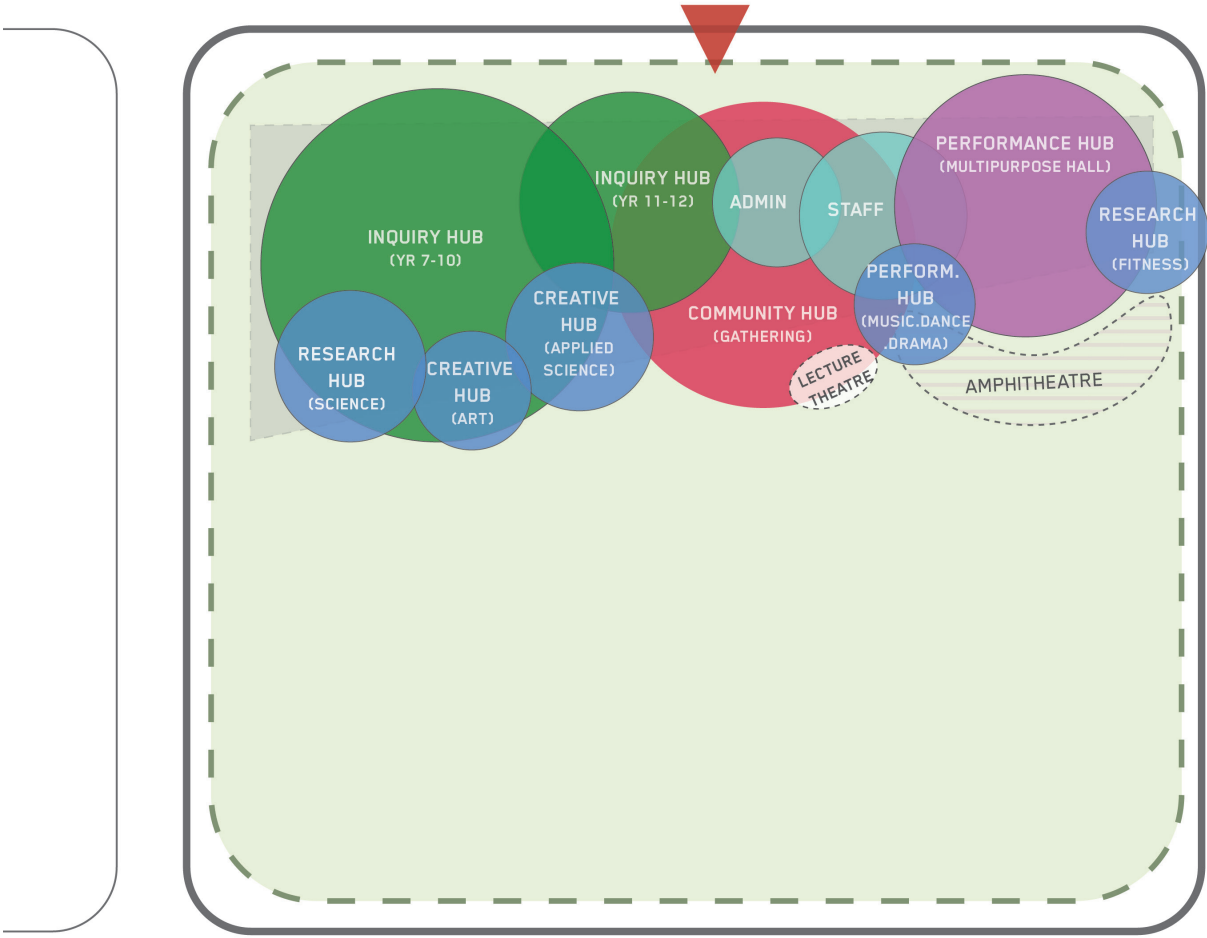 INQUIRY HUB
(YR 7-10)
INQUIRY HUB
(YR 11-12)
ADMIN
STAFF
PERFORMANCE HUB
(MULTIPURPOSE HALL)
RESEARCH
HUB
(FITNESS)
PERFORM.
HUB
(MUSIC.DANCE
.DRAMA)
COMMUNITY HUB
(GATHERING)
CREATIVE
HUB
(APPLIED
SCIENCE)
RESEARCH
HUB
(SCIENCE)
CREATIVE
HUB
(ART)
LECTURE
THEATRE
AMPHITHEATRE